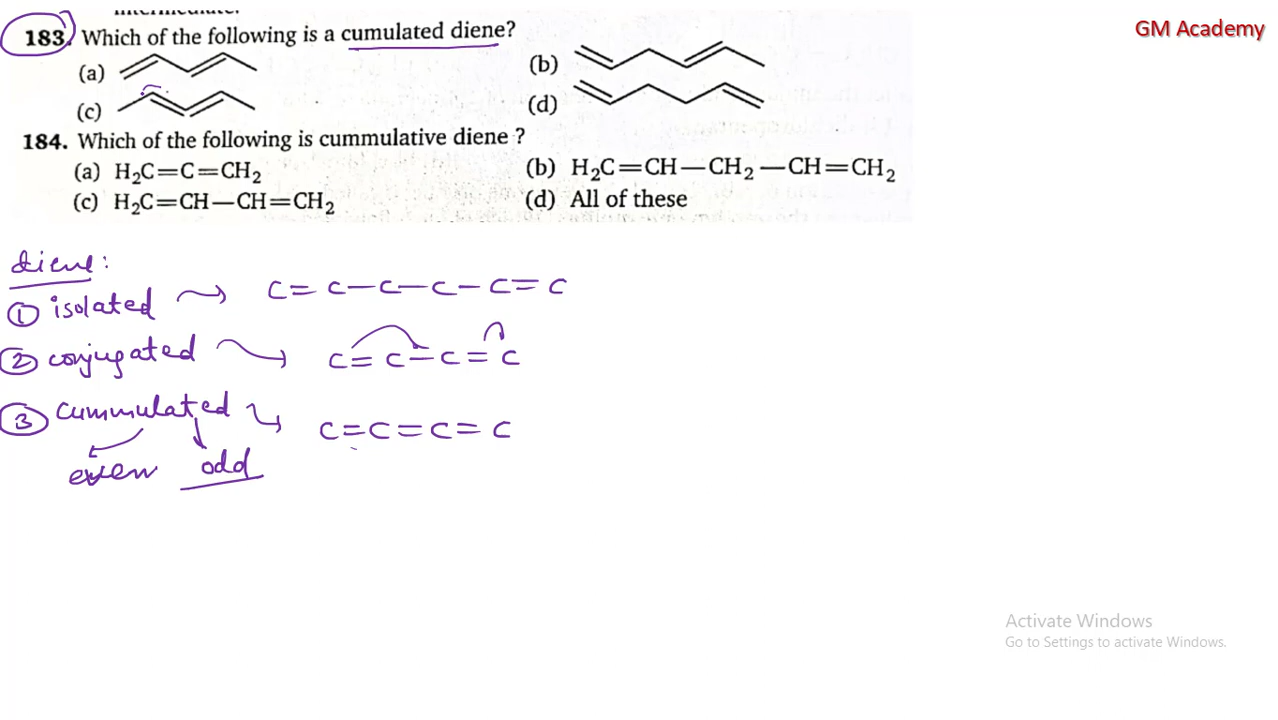 GM Academy
183. Which of the following is a cumulated diene?
(a) (b)
(c) (d)
184. Which of the following is cummulative diene ?
(a) H₂C=C=CH₂ (b) H₂C=CH—CH₂—CH=CH₂
(c) H₂C=CH—CH=CH₂ (d) All of these
diene:
① isolated C=C-C-C-C=C
② conjugated C=C-C=C
③ cummulated C=C=C=C
even odd
Activate Windows
Go to Settings to activate Windows.